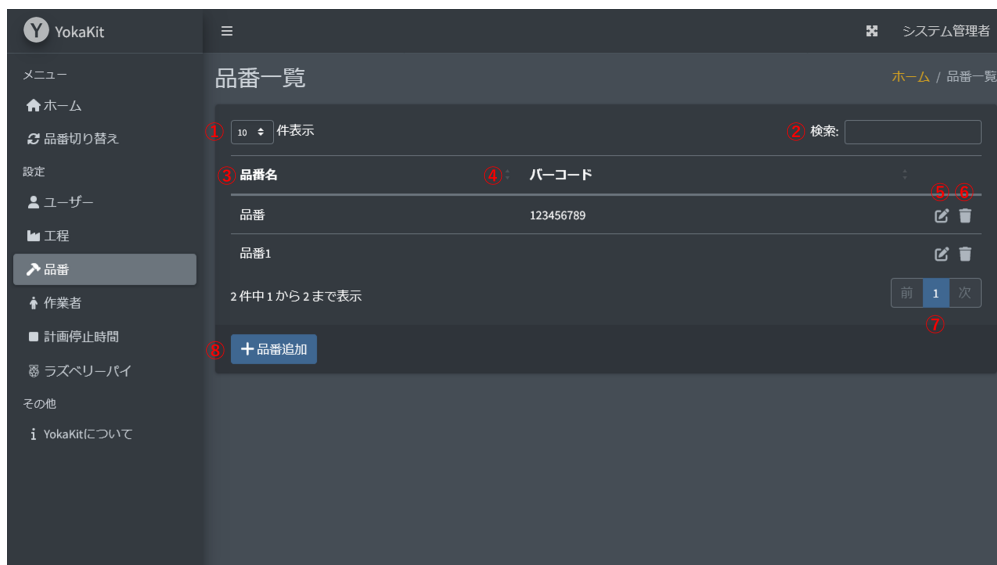 Y YokaKit
システム管理者
メニュー
ホーム
品番切り替え
設定
ユーザー
工程
品番
作業者
計画停止時間
ラズベリーパイ
その他
YokaKitについて
品番一覧
ホーム / 品番一覧
① 10 件表示 ② 検索:
③ 品番名 ④ バーコード
⑤ ⑥
品番 123456789
品番1
2 件中 1 から 2 まで表示
前 1 次
⑦
⑧ 品番追加